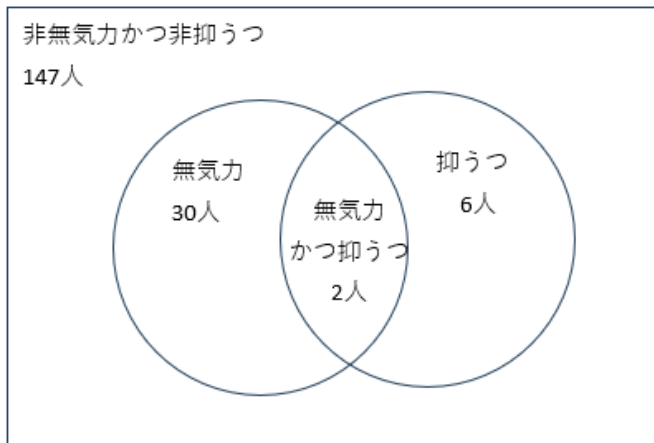 非無気力かつ非抑うつ
147人
無気力
30人
無気力
かつ抑うつ
2人
抑うつ
6人